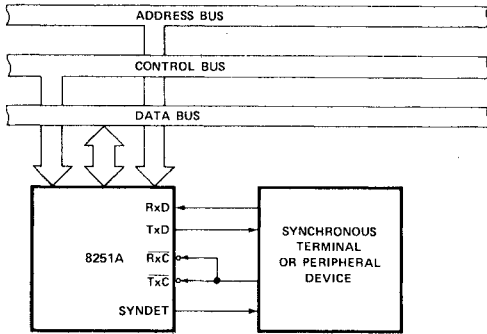 ADDRESS BUS
CONTROL BUS
DATA BUS
8251A
RxD
TxD
RxC
TxC
SYNDET
SYNCHRONOUS
TERMINAL
OR PERIPHERAL
DEVICE